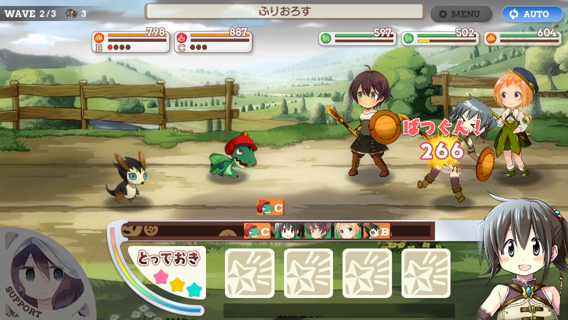 WAVE 2/3 3
ふりおろす
MENU
AUTO
798
B
887
C
597
502
604
ばつぐん!
266
C
C B
とっておき
SUPPORT